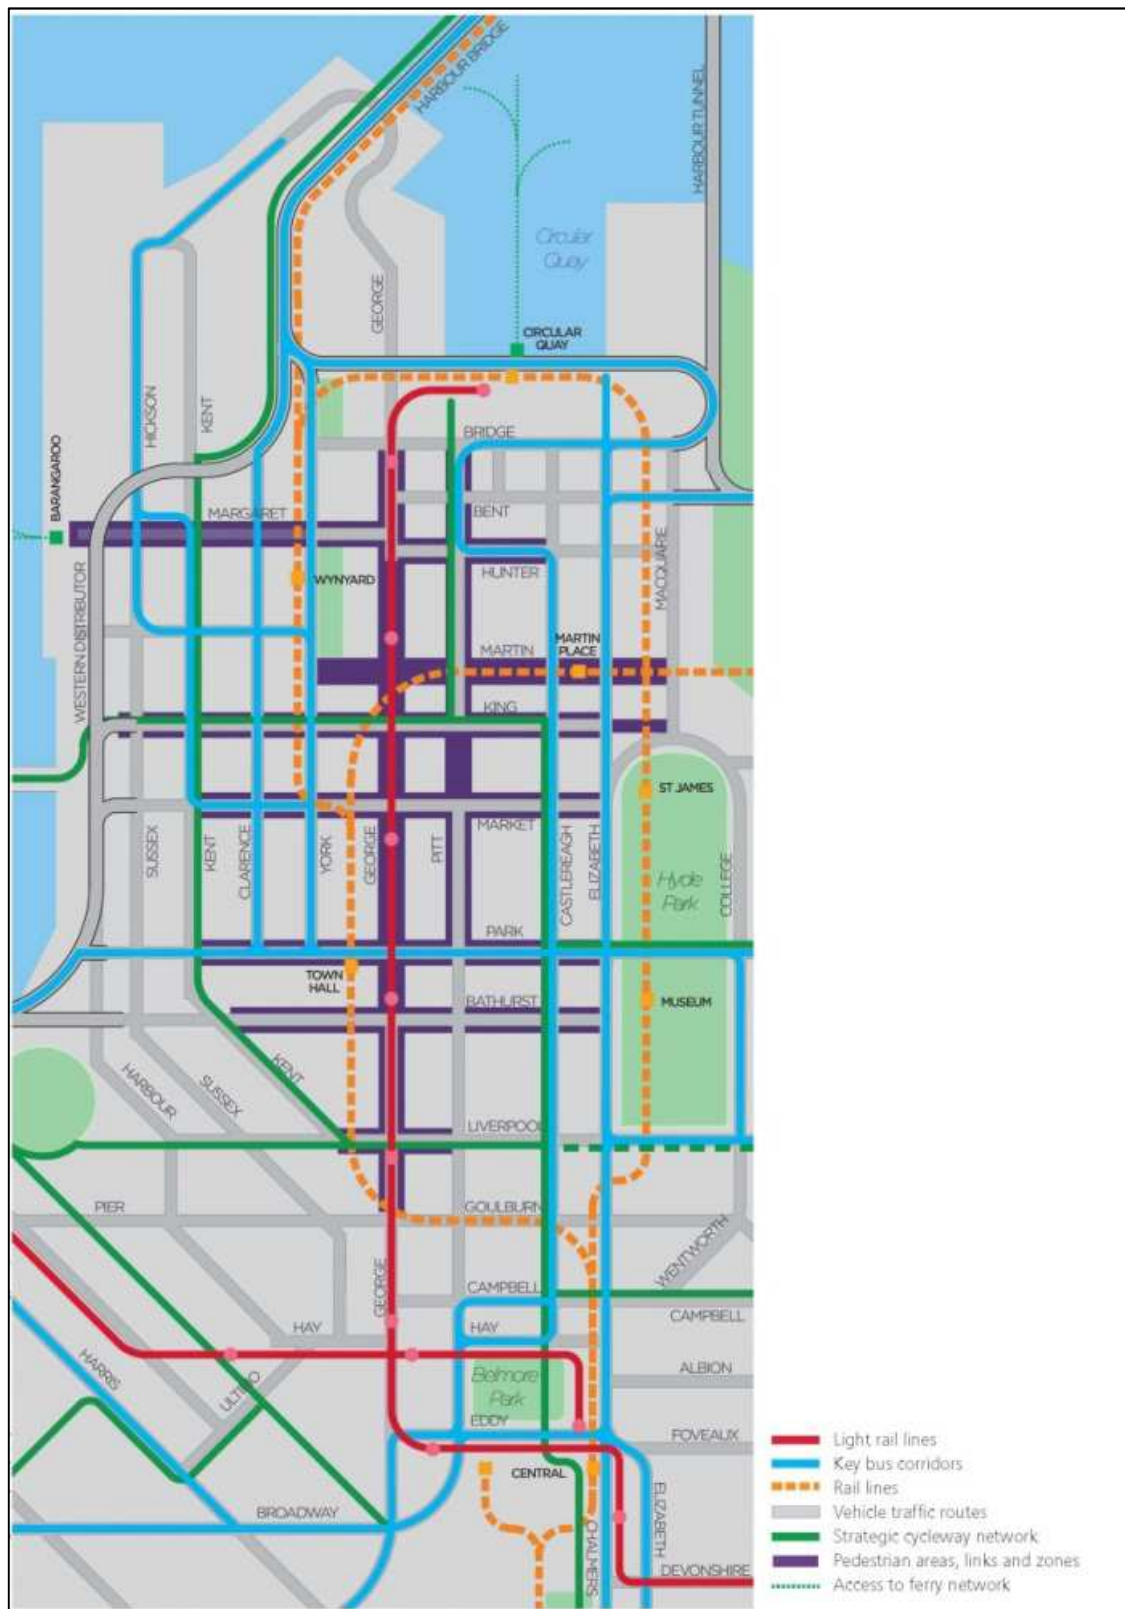 HARBOUR BRIDGE
HARBOUR TUNNEL
Circular
Quay
GEORGE
CIRCULAR
QUAY
HICKSON
KENT
BARANGAROO
BRIDGE
MARGARET
BENT
WYNYARD
HUNTER
MACQUARIE
WESTERN DISTRIBUTOR
MARTIN
MARTIN
PLACE
KING
ST JAMES
SUSSEX
KENT
CLARENCE
YORK
GEORGE
PITT
MARKET
CASTLEREAGH
ELIZABETH
Hyde
Park
COLLEGE
PARK
TOWN
HALL
BATHURST
MUSEUM
HARBOUR
SUSSEX
KENT
LIVERPOOL
PIER
GOULBURN
WENTWORTH
GEORGE
CAMPBELL
CAMPBELL
HAY
HAY
HARRIS
ULTIMO
Belmore
Park
ALBION
EDDY
FOVEAUX
CENTRAL
BROADWAY
CHALMERS
ELIZABETH
DEVONSHIRE
Light rail lines
Key bus corridors
Rail lines
Vehicle traffic routes
Strategic cycleway network
Pedestrian areas, links and zones
Access to ferry network